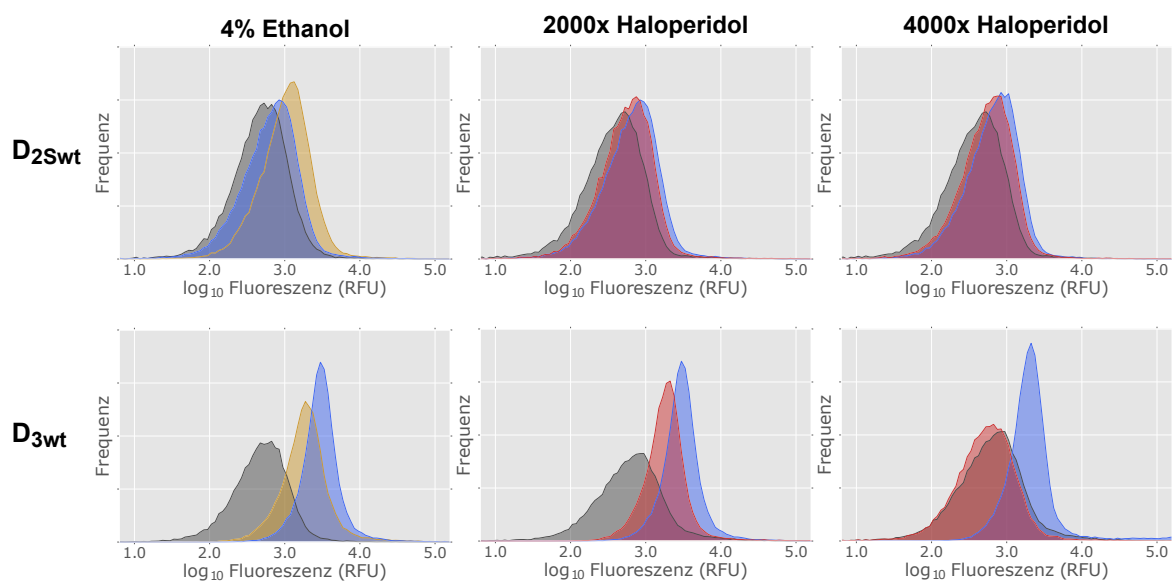 4% Ethanol
2000x Haloperidol
4000x Haloperidol
D2Swt
Frequenz
1.0 2.0 3.0 4.0 5.0
log10 Fluoreszenz (RFU)
Frequenz
1.0 2.0 3.0 4.0 5.0
log10 Fluoreszenz (RFU)
Frequenz
1.0 2.0 3.0 4.0 5.0
log10 Fluoreszenz (RFU)
D3wt
Frequenz
1.0 2.0 3.0 4.0 5.0
log10 Fluoreszenz (RFU)
Frequenz
1.0 2.0 3.0 4.0 5.0
log10 Fluoreszenz (RFU)
Frequenz
1.0 2.0 3.0 4.0 5.0
log10 Fluoreszenz (RFU)